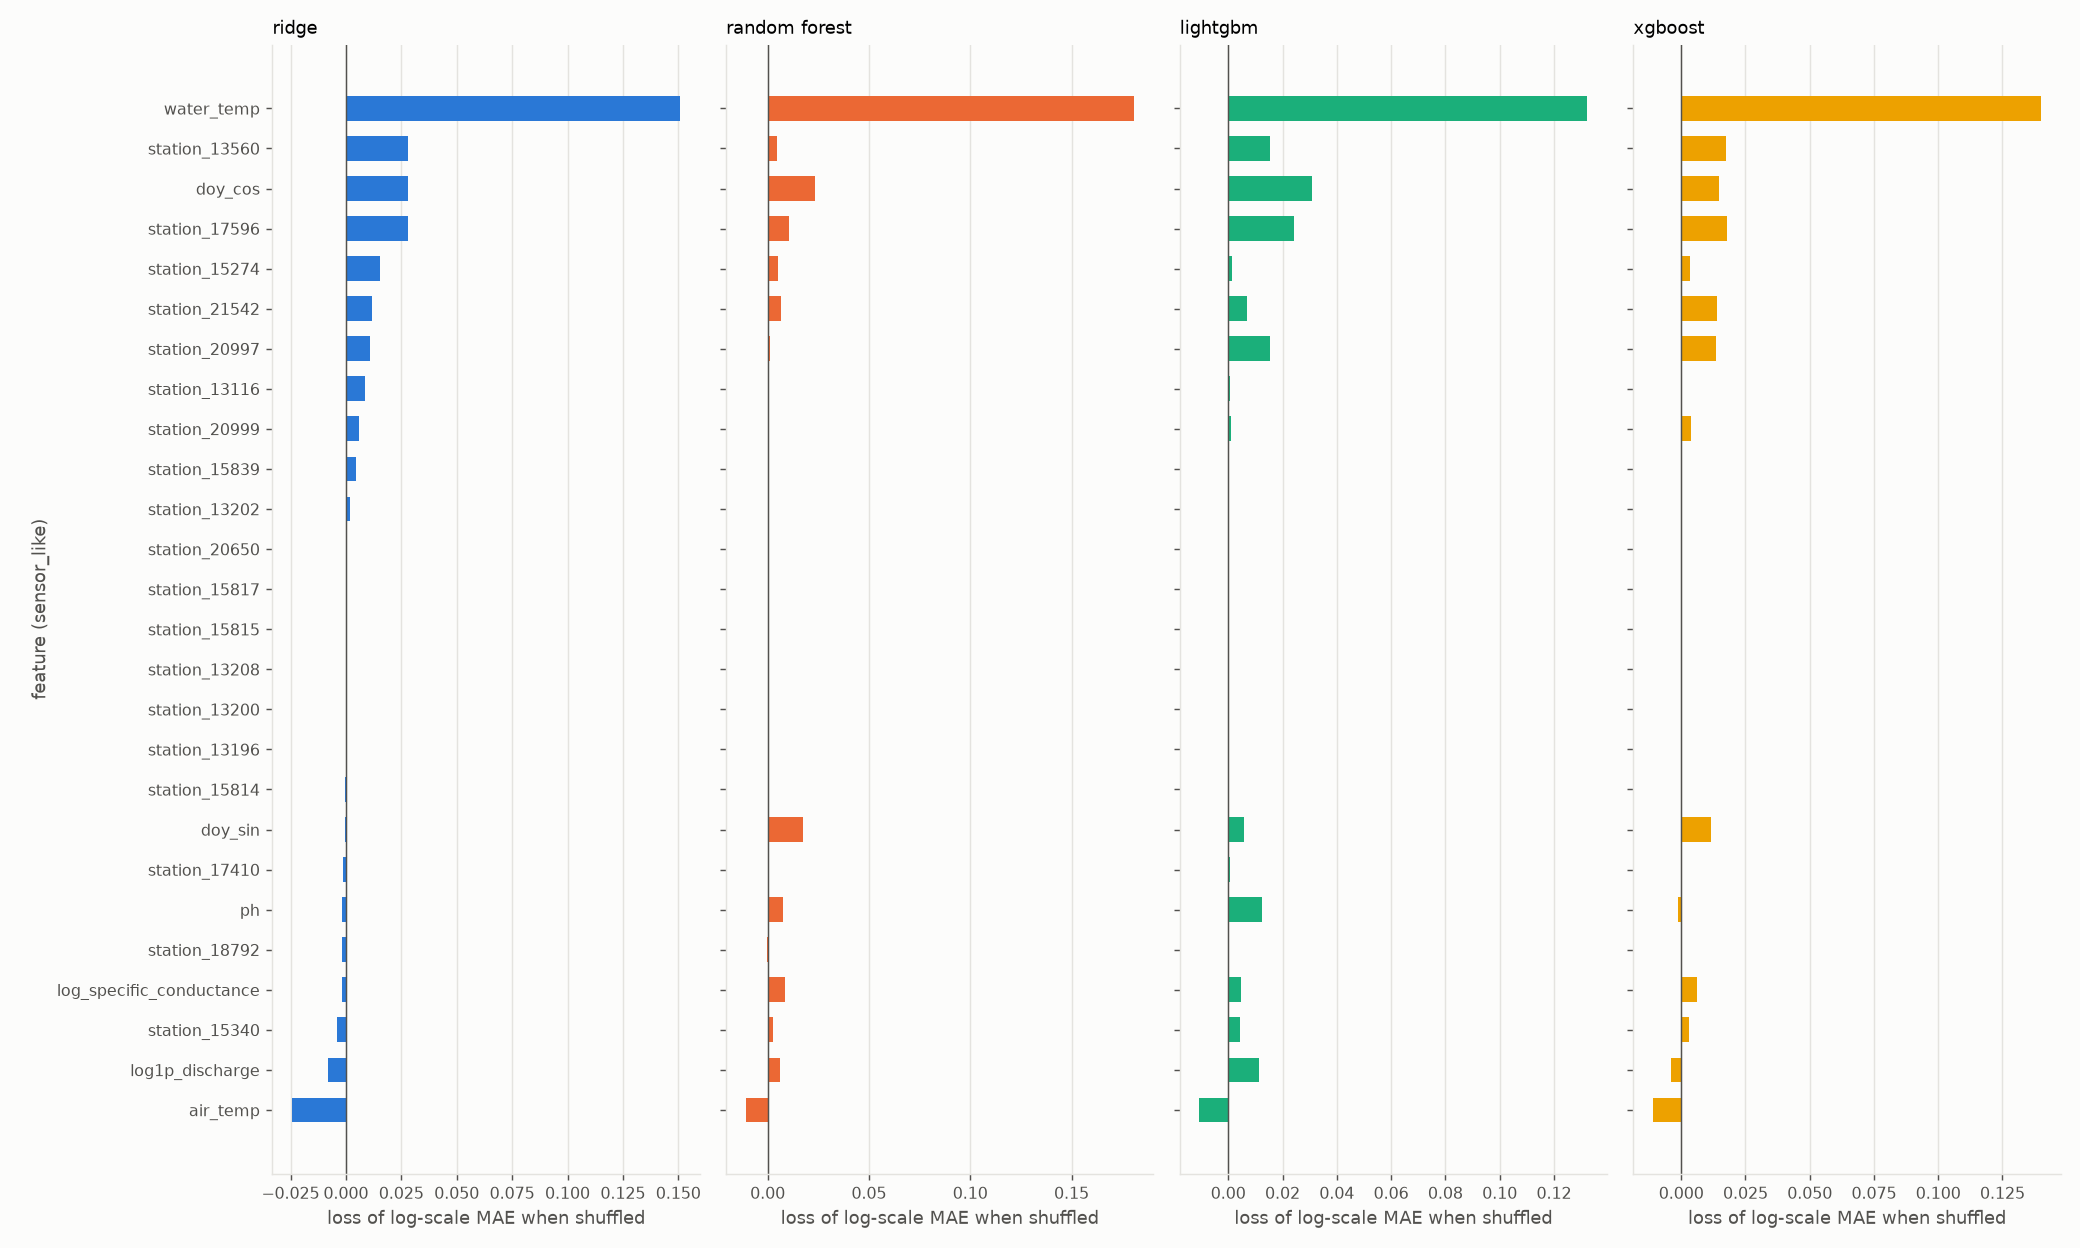 ridge
random forest
lightgbm
xgboost
feature (sensor_like)
water_temp
station_13560
doy_cos
station_17596
station_15274
station_21542
station_20997
station_13116
station_20999
station_15839
station_13202
station_20650
station_15817
station_15815
station_13208
station_13200
station_13196
station_15814
doy_sin
station_17410
ph
station_18792
log_specific_conductance
station_15340
log1p_discharge
air_temp
−0.025 0.000 0.025 0.050 0.075 0.100 0.125 0.150
0.00 0.05 0.10 0.15
0.00 0.02 0.04 0.06 0.08 0.10 0.12
0.000 0.025 0.050 0.075 0.100 0.125
loss of log-scale MAE when shuffled
loss of log-scale MAE when shuffled
loss of log-scale MAE when shuffled
loss of log-scale MAE when shuffled